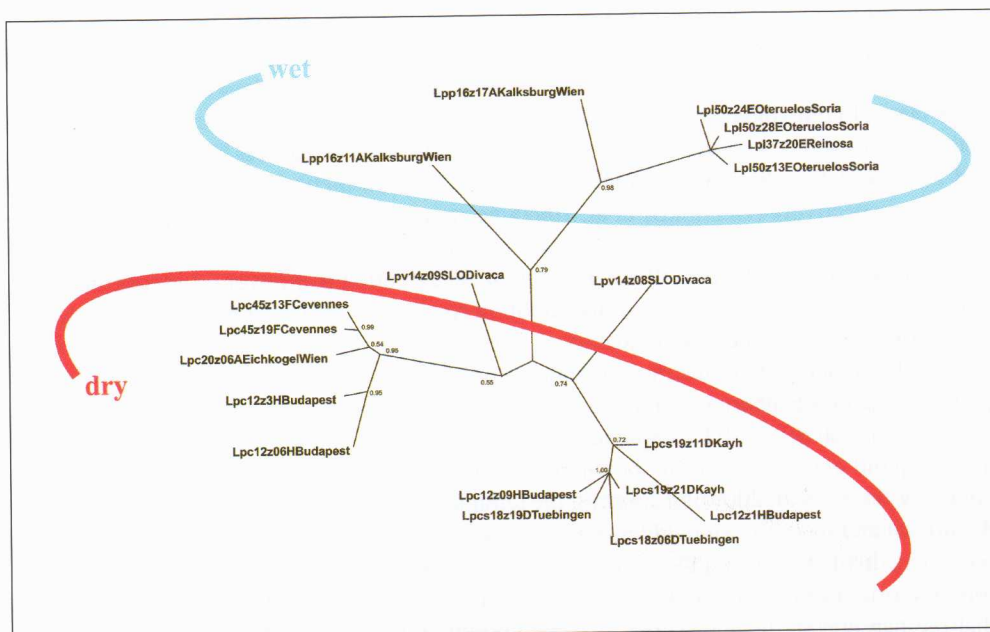 wet
Lpp16z17AKalksburgWien
Lpl50z24EOteruelosSoria
Lpl50z28EOteruelosSoria
Lpl37z20EReinosa
Lpp16z11AKalksburgWien
Lpl50z13EOteruelosSoria
0.98
0.79
Lpv14z09SLODivaca
Lpv14z08SLODivaca
Lpc45z13FCevennes
Lpc45z19FCevennes
0.99
0.54
0.99
Lpc20z06AEichkogelWien
dry
0.55
0.74
0.95
Lpc12z3HBudapest
Lpc12z06HBudapest
0.72
Lpcs19z11DKayh
1.00
Lpc12z09HBudapest
Lpcs19z21DKayh
Lpcs18z19DTuebingen
Lpc12z1HBudapest
Lpcs18z06DTuebingen